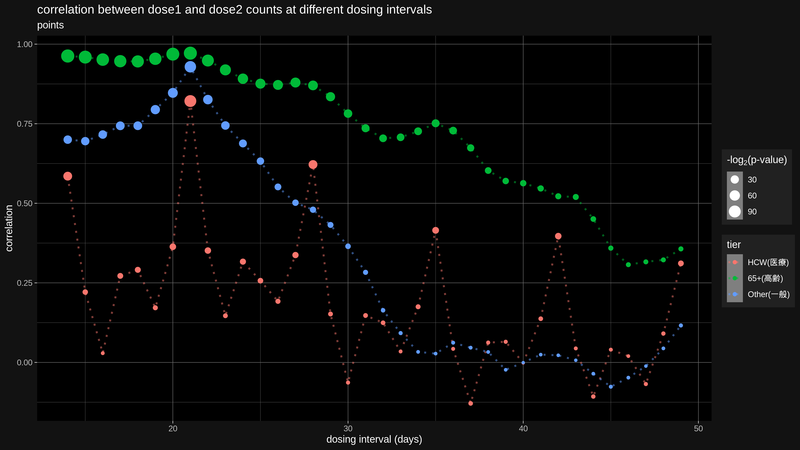 correlation between dose1 and dose2 counts at different dosing intervals
points
1.00
0.75
0.50
0.25
0.00
correlation
20
30
40
50
dosing interval (days)
-log2(p-value)
30
60
90
tier
HCW(医療)
65+(高齢)
Other(一般)